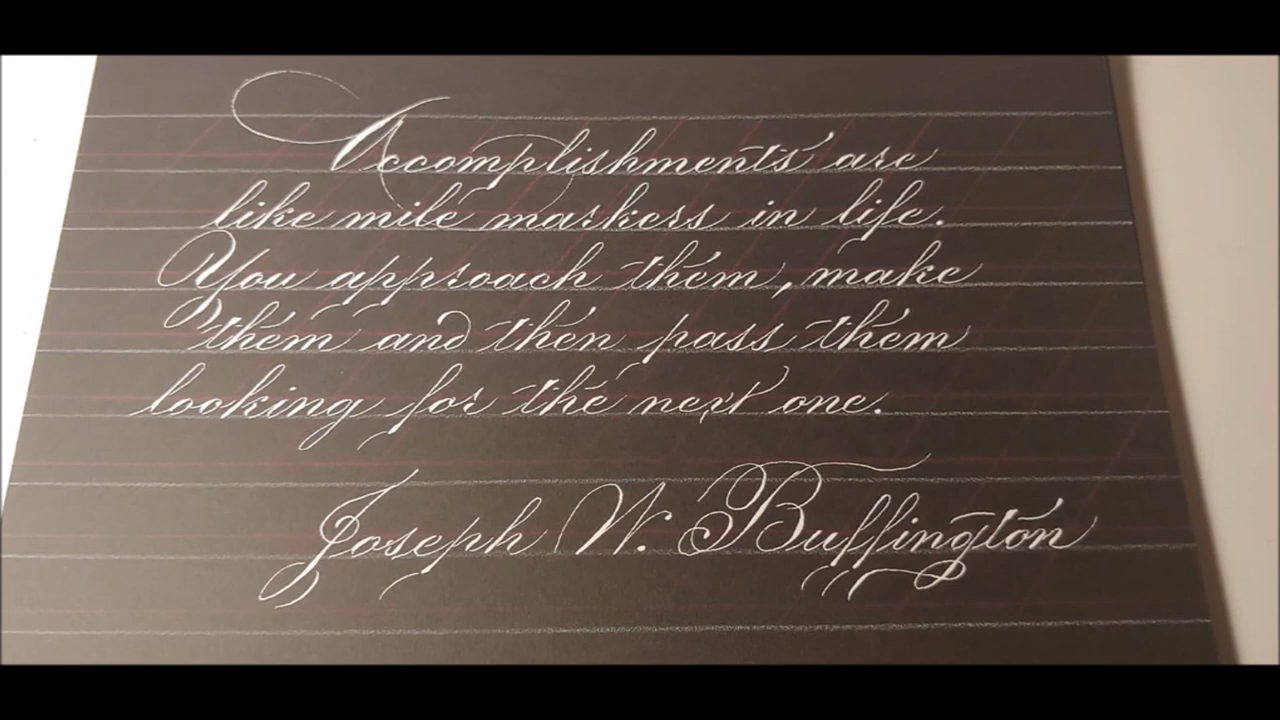 Accomplishments are
like mile markers in life.
You approach them, make
them and then pass them
looking for the next one.
Joseph W. Buffington